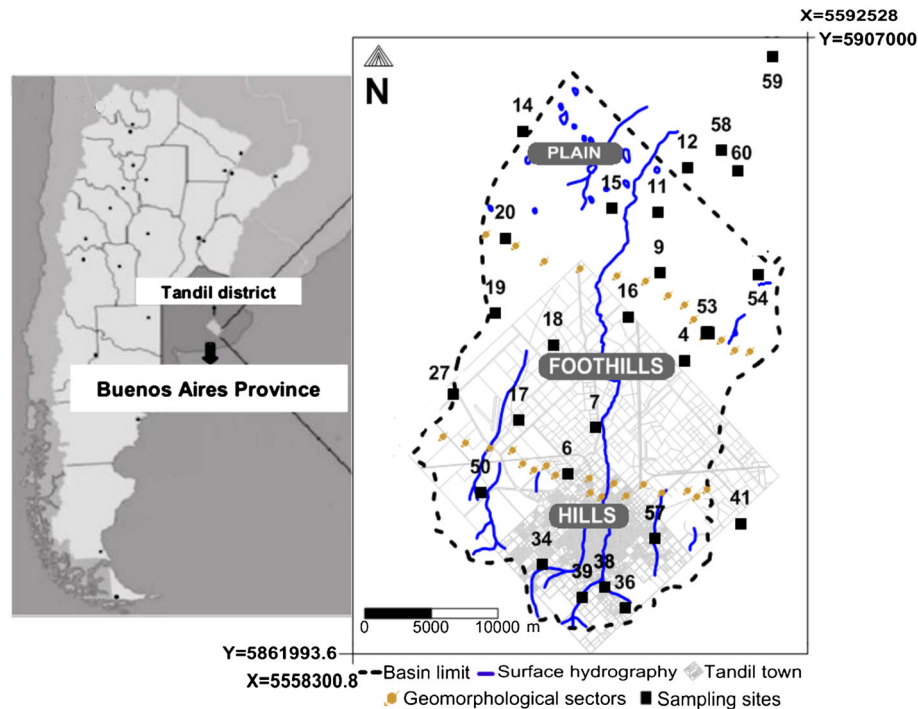 X=5592528
Y=5907000
N
59
14
PLAIN
58
12
60
15
11
20
9
54
19
16
53
18
4
Tandil district
FOOTHILLS
Buenos Aires Province
27
17
7
6
50
HILLS
57
41
34
39
38
36
0 5000 10000 m
Y=5861993.6
X=5558300.8
Basin limit
Surface hydrography
Tandil town
Geomorphological sectors
Sampling sites